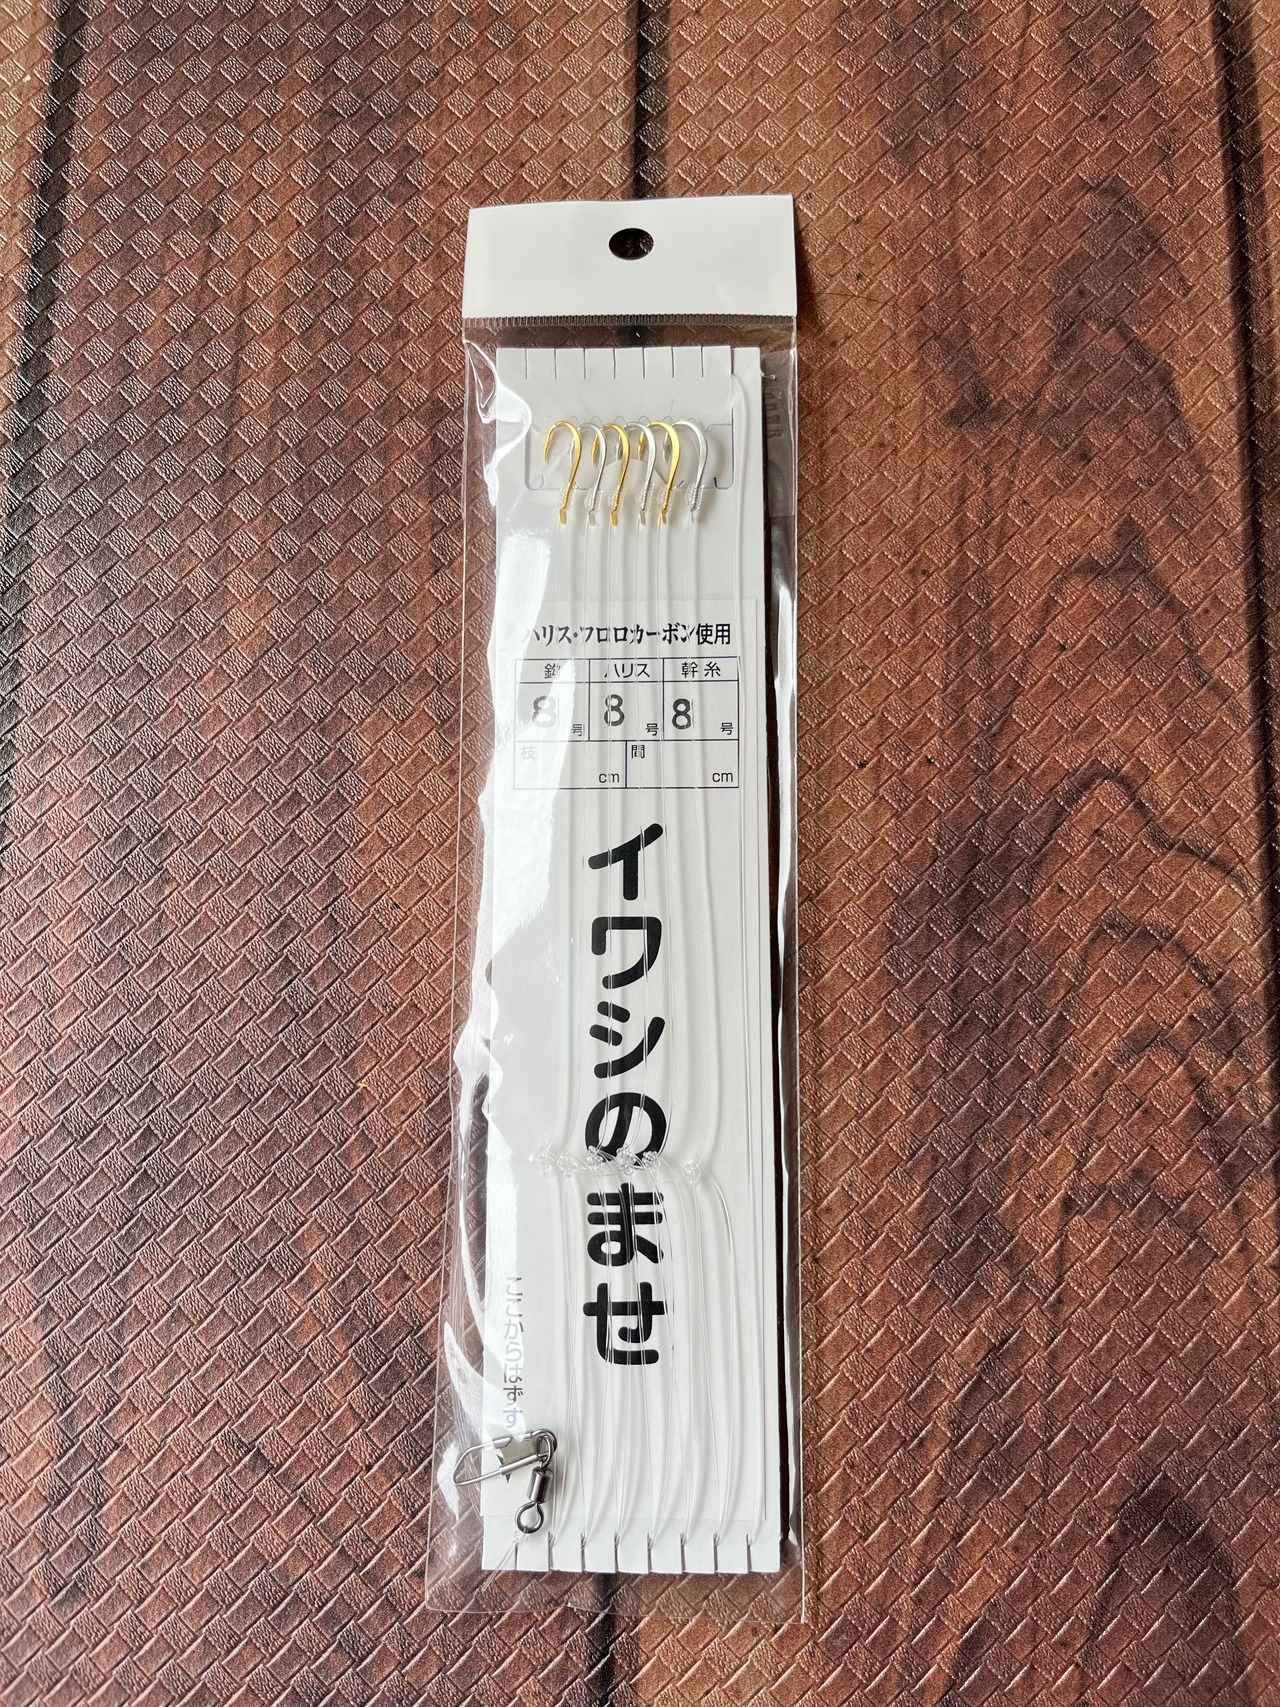 ハリス・フロロカーボン使用
鈎 ハリス 幹糸
8号 8号 8号
枝 cm 間 cm
イワシのませ
ここからはずす